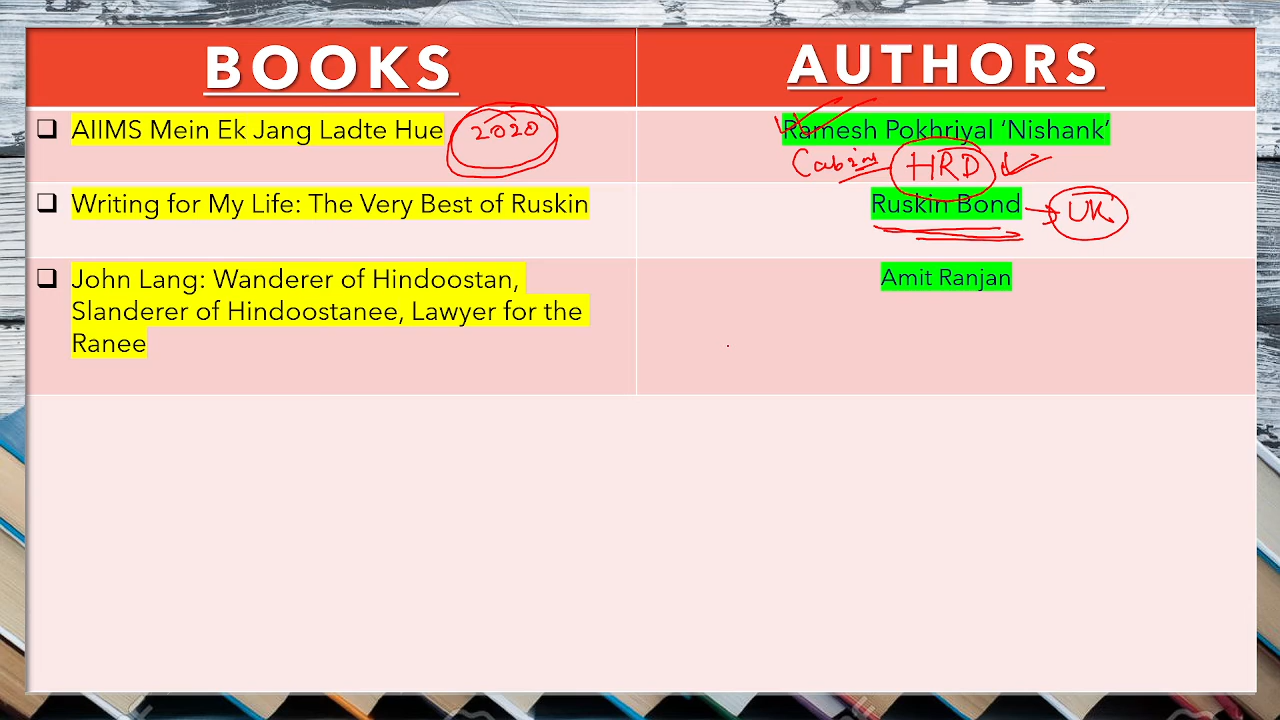 BOOKS
AUTHORS
AIIMS Mein Ek Jang Ladte Hue
2020
Ramesh Pokhriyal ‘Nishank’
HRD
Writing for My Life: The Very Best of Ruskin
Ruskin Bond
UK
John Lang: Wanderer of Hindoostan,
Slanderer of Hindoostanee, Lawyer for the
Ranee
Amit Ranjan